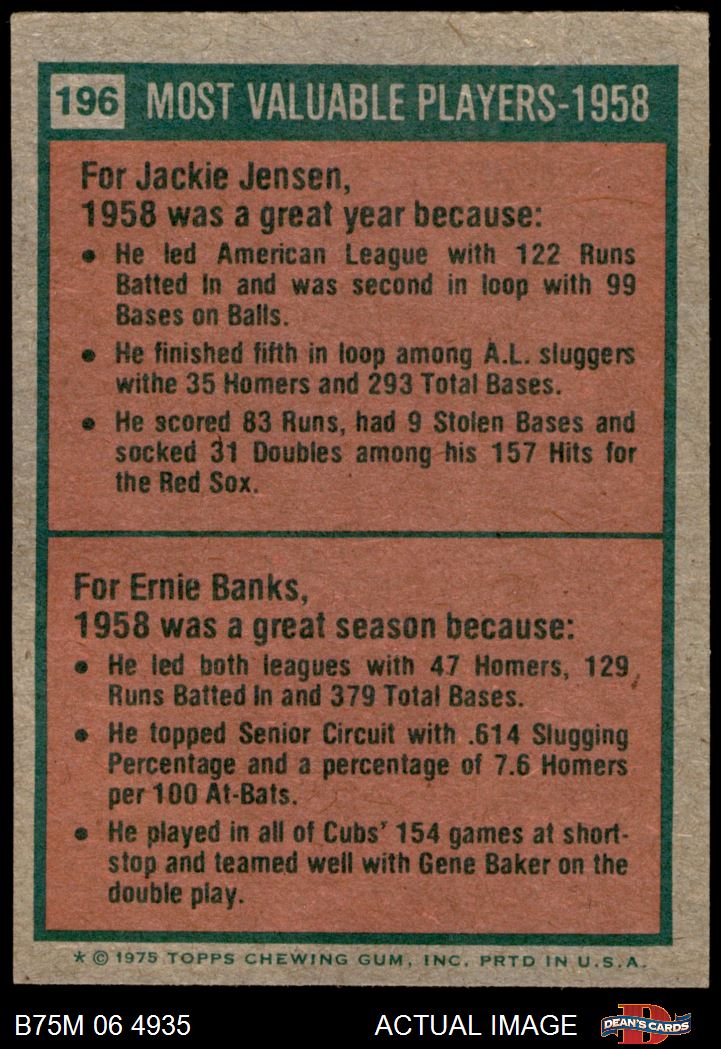 196 MOST VALUABLE PLAYERS-1958
For Jackie Jensen,
1958 was a great year because:
• He led American League with 122 Runs
Batted In and was second in loop with 99
Bases on Balls.
• He finished fifth in loop among A.L. sluggers
withe 35 Homers and 293 Total Bases.
• He scored 83 Runs, had 9 Stolen Bases and
socked 31 Doubles among his 157 Hits for
the Red Sox.
For Ernie Banks,
1958 was a great season because:
• He led both leagues with 47 Homers, 129
Runs Batted In and 379 Total Bases.
• He topped Senior Circuit with .614 Slugging
Percentage and a percentage of 7.6 Homers
per 100 At-Bats.
• He played in all of Cubs' 154 games at short-
stop and teamed well with Gene Baker on the
double play.
* © 1975 TOPPS CHEWING GUM, INC. PRTD IN U.S.A.
B75M 06 4935 ACTUAL IMAGE DEAN'S CARDS